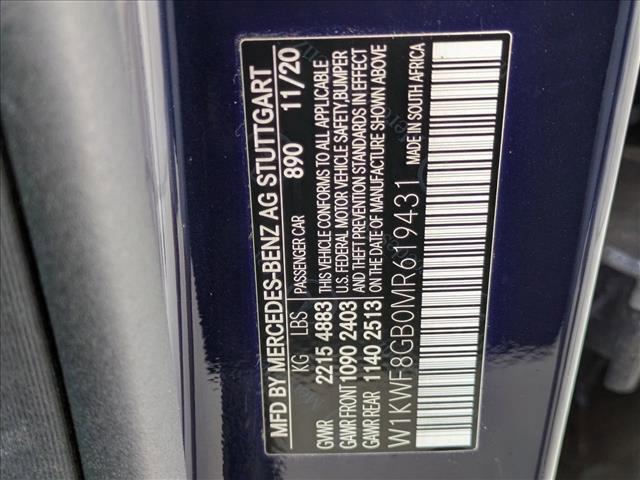 MFD BY MERCEDES-BENZ AG STUTTGART
KG LBS 890 11/20
PASSENGER CAR
GVWR 2215 4883
GAWR FRONT 1090 2403
GAWR REAR 1140 2513
THIS VEHICLE CONFORMS TO ALL APPLICABLE
U.S. FEDERAL MOTOR VEHICLE SAFETY, BUMPER
AND THEFT PREVENTION STANDARDS IN EFFECT
ON THE DATE OF MANUFACTURE SHOWN ABOVE
W1KWF8GB0MR619431 MADE IN SOUTH AFRICA